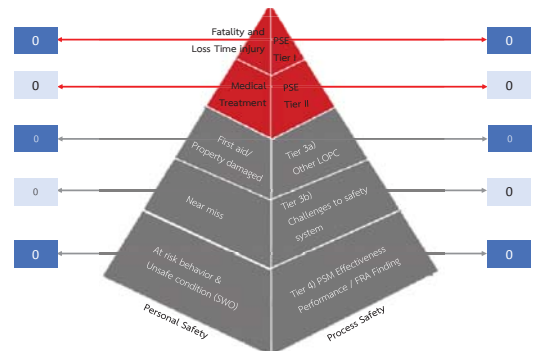 Fatality and
Loss Time injury
PSE
Tier I
0
0
Medical
Treatment
PSE
Tier II
0
0
First aid/
Property damaged
Tier 3a)
Other LOPC
0
0
Near miss
Tier 3b)
Challenges to safety
system
0
0
At risk behavior &
Unsafe condition (SWO)
Tier 4) PSM Effectiveness
Performance / FRA Finding
0
0
Personal Safety
Process Safety